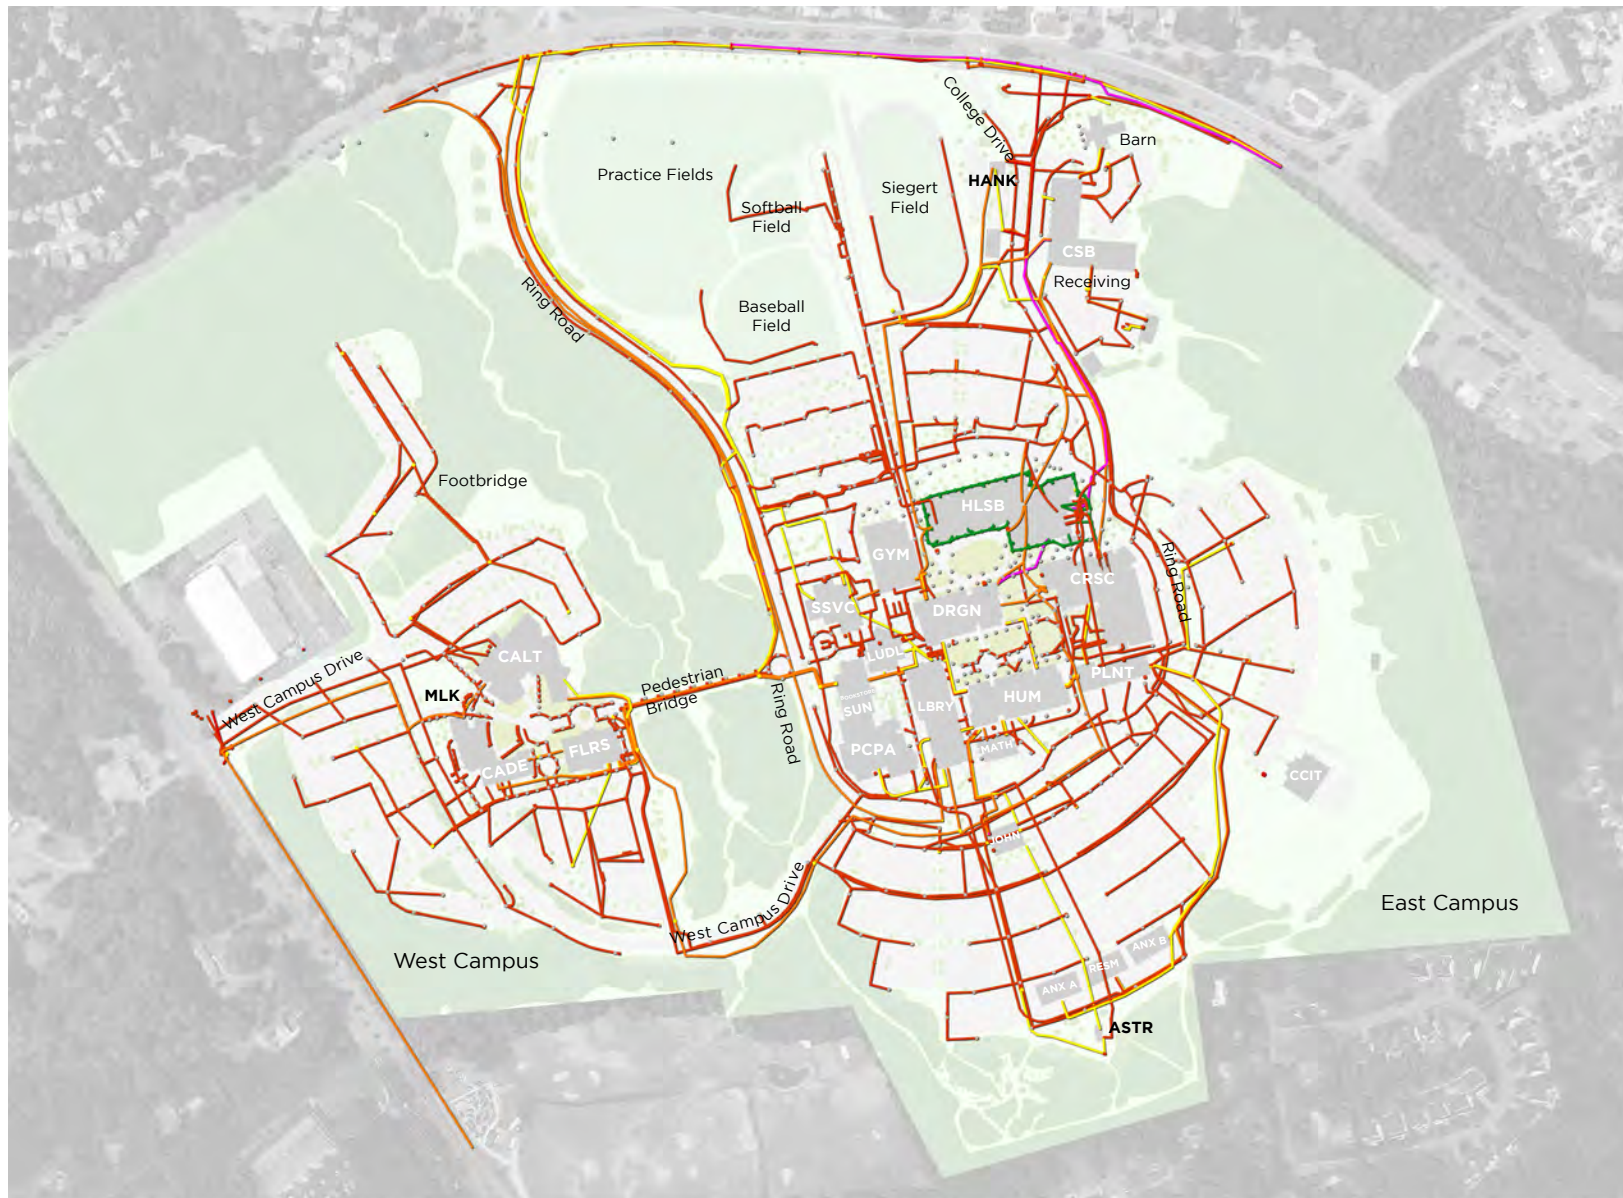 College Drive
Barn
Practice Fields
HANK
Siegert
Field
Softball
Field
CSB
Receiving
Ring Road
Baseball
Field
Footbridge
HLSB
GYM
CRSC
Ring Road
SSVC
DRGN
LUDL
CALT
West Campus Drive
MLK
Pedestrian
Bridge
PLNT
BOOKSTORE
SUN
LBRY
HUM
Ring Road
FLRS
CADE
PCPA
MATH
CCIT
JOHN
West Campus Drive
East Campus
West Campus
ANX B
RESM
ANX A
ASTR